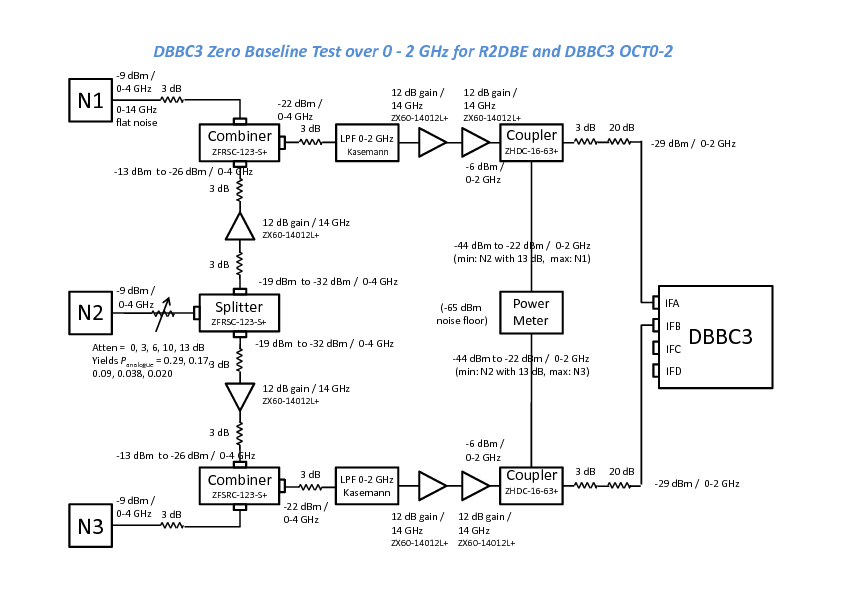 DBBC3 Zero Baseline Test over 0 - 2 GHz for R2DBE and DBBC3 OCT0-2
N1
-9 dBm /
0-4 GHz
3 dB
0-14 GHz
flat noise
Combiner
ZFRSC-123-S+
-22 dBm /
0-4 GHz
3 dB
LPF 0-2 GHz
Kasemann
12 dB gain /
14 GHz
ZX60-14012L+
12 dB gain /
14 GHz
ZX60-14012L+
Coupler
ZHDC-16-63+
-6 dBm /
0-2 GHz
3 dB
20 dB
-29 dBm / 0-2 GHz
-13 dBm to -26 dBm / 0-4 GHz
3 dB
12 dB gain / 14 GHz
ZX60-14012L+
3 dB
-19 dBm to -32 dBm / 0-4 GHz
-44 dBm to -22 dBm / 0-2 GHz
(min: N2 with 13 dB, max: N1)
N2
-9 dBm /
0-4 GHz
Splitter
ZFRSC-123-S+
Atten = 0, 3, 6, 10, 13 dB
Yields Panalogue = 0.29, 0.17,
0.09, 0.038, 0.020
(-65 dBm
noise floor)
Power
Meter
IFA
IFB
IFC
IFD
DBBC3
-19 dBm to -32 dBm / 0-4 GHz
3 dB
12 dB gain / 14 GHz
ZX60-14012L+
3 dB
-44 dBm to -22 dBm / 0-2 GHz
(min: N2 with 13 dB, max: N3)
-13 dBm to -26 dBm / 0-4 GHz
N3
-9 dBm /
0-4 GHz
3 dB
Combiner
ZFSRC-123-S+
3 dB
-22 dBm /
0-4 GHz
LPF 0-2 GHz
Kasemann
12 dB gain /
14 GHz
ZX60-14012L+
12 dB gain /
14 GHz
ZX60-14012L+
-6 dBm /
0-2 GHz
Coupler
ZHDC-16-63+
3 dB
20 dB
-29 dBm / 0-2 GHz